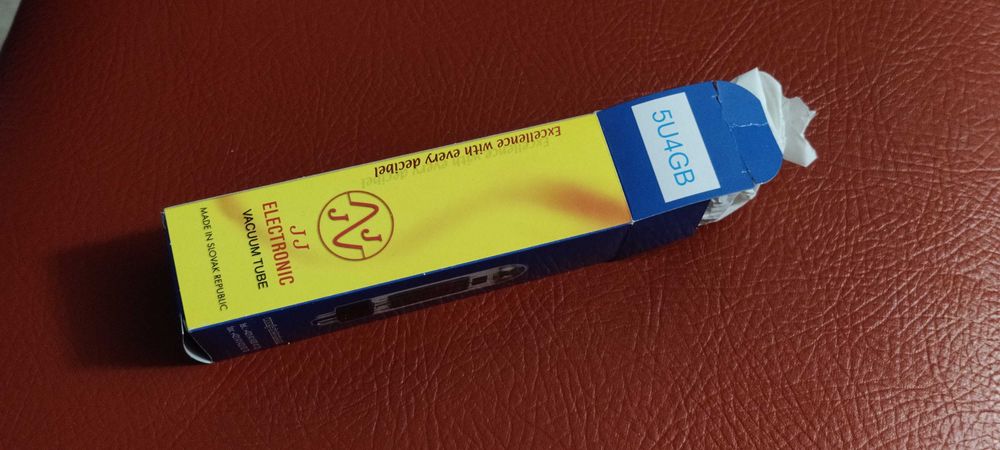 5U4GB
Excellence with every decibel
JJ
ELECTRONIC
VACUUM TUBE
MADE IN SLOVAK REPUBLIC